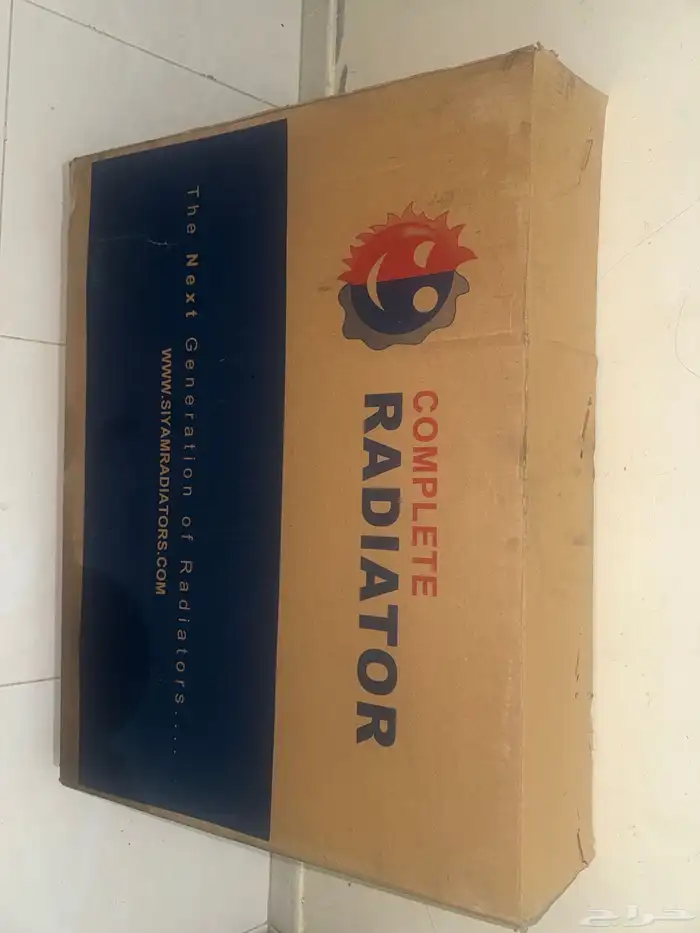 COMPLETE
RADIATOR
The Next Generation of Radiators.....
WWW.SIYAMRADIATORS.COM
حراج